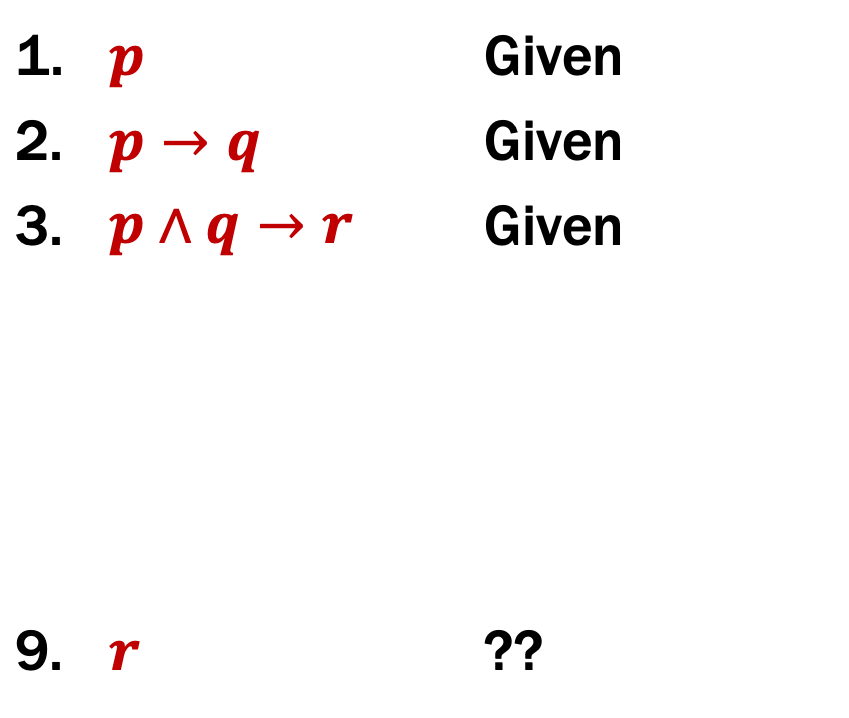 1. p Given
2. p → q Given
3. p ∧ q → r Given
9. r ??